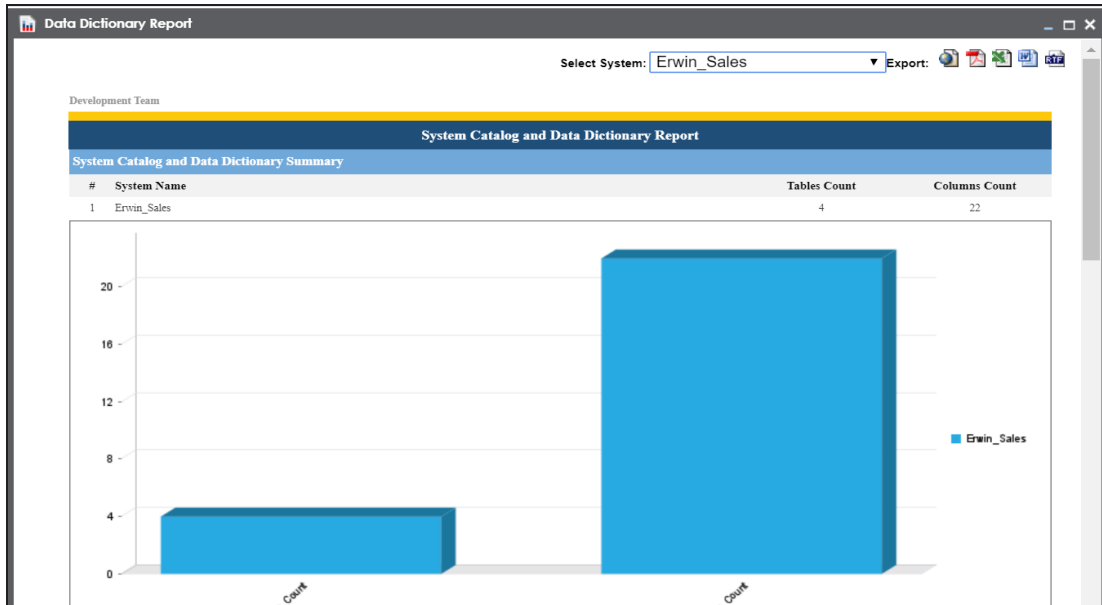 Data Dictionary Report
Select System: Erwin_Sales Export:
Development Team
System Catalog and Data Dictionary Report
System Catalog and Data Dictionary Summary
# System Name Tables Count Columns Count
1 Erwin_Sales 4 22
20
16
12
8
4
0
Erwin_Sales
Count
Count